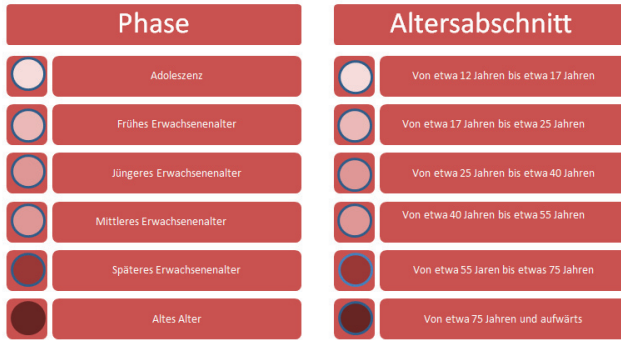 Phase
Altersabschnitt
Adoleszenz
Von etwa 12 Jahren bis etwa 17 Jahren
Frühes Erwachsenenalter
Von etwa 17 Jahren bis etwa 25 Jahren
Jüngeres Erwachsenenalter
Von etwa 25 Jahren bis etwa 40 Jahren
Mittleres Erwachsenenalter
Von etwa 40 Jahren bis etwa 55 Jahren
Späteres Erwachsenenalter
Von etwa 55 Jaren bis etwas 75 Jahren
Altes Alter
Von etwa 75 Jahren und aufwärts